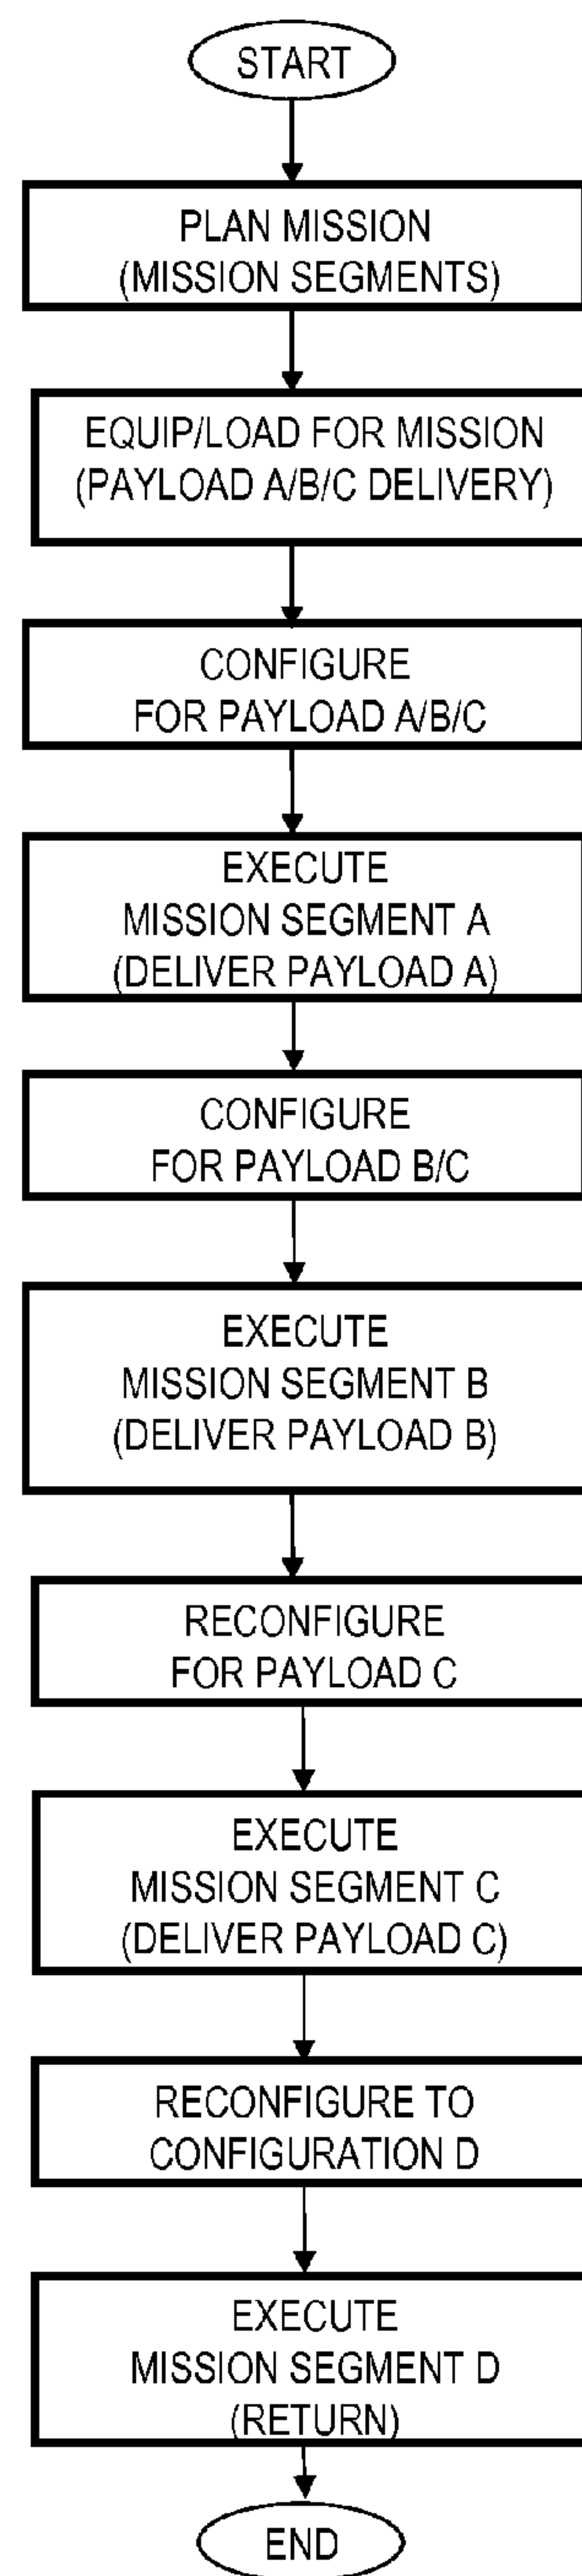 START
PLAN MISSION
(MISSION SEGMENTS)
EQUIP/LOAD FOR MISSION
(PAYLOAD A/B/C DELIVERY)
CONFIGURE
FOR PAYLOAD A/B/C
EXECUTE
MISSION SEGMENT A
(DELIVER PAYLOAD A)
CONFIGURE
FOR PAYLOAD B/C
EXECUTE
MISSION SEGMENT B
(DELIVER PAYLOAD B)
RECONFIGURE
FOR PAYLOAD C
EXECUTE
MISSION SEGMENT C
(DELIVER PAYLOAD C)
RECONFIGURE TO
CONFIGURATION D
EXECUTE
MISSION SEGMENT D
(RETURN)
END